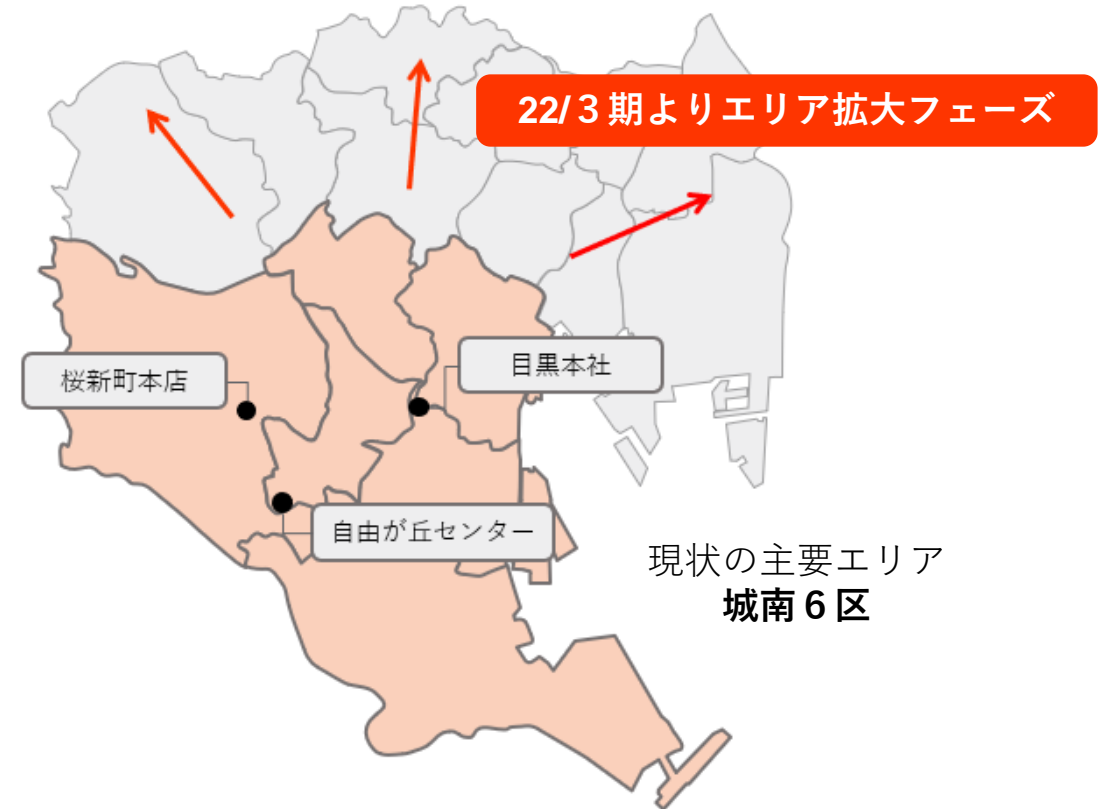 22/３期よりエリア拡大フェーズ
桜新町本店
目黒本社
自由が丘センター
現状の主要エリア
城南６区